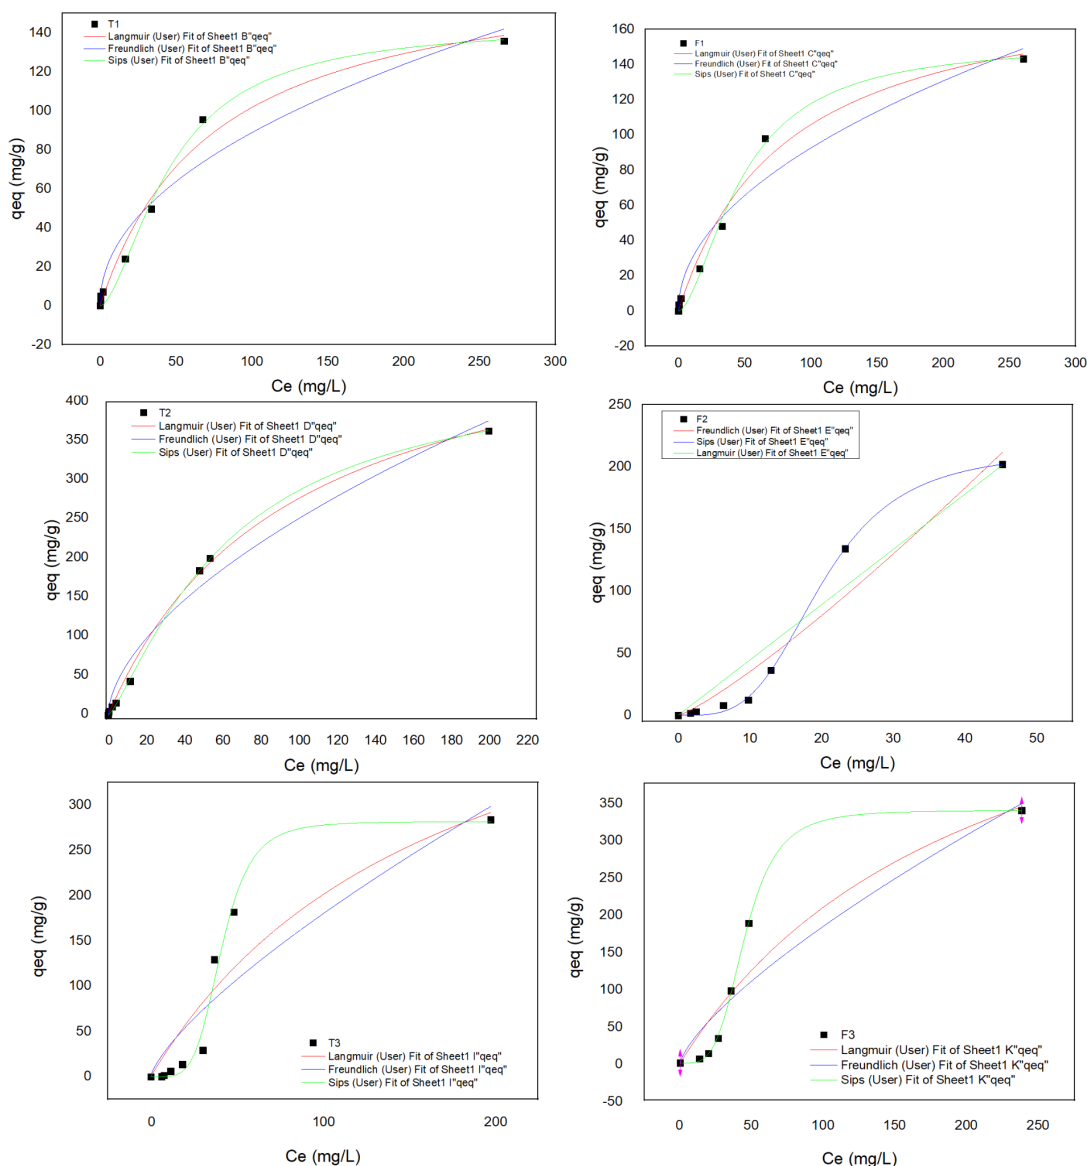 T1
Langmuir (User) Fit of Sheet1 B"qeq"
Freundlich (User) Fit of Sheet1 B"qeq"
Sips (User) Fit of Sheet1 B"qeq"
140
120
100
80
60
40
20
0
-20
qeq (mg/g)
0 50 100 150 200 250 300
Ce (mg/L)
F1
Langmuir (User) Fit of Sheet1 C"qeq"
Freundlich (User) Fit of Sheet1 C"qeq"
Sips (User) Fit of Sheet1 C"qeq"
160
140
120
100
80
60
40
20
0
-20
qeq (mg/g)
0 50 100 150 200 250 300
Ce (mg/L)
T2
Langmuir (User) Fit of Sheet1 D"qeq"
Freundlich (User) Fit of Sheet1 D"qeq"
Sips (User) Fit of Sheet1 D"qeq"
400
350
300
250
200
150
100
50
0
qeq (mg/g)
0 20 40 60 80 100 120 140 160 180 200 220
Ce (mg/L)
F2
Freundlich (User) Fit of Sheet1 E"qeq"
Sips (User) Fit of Sheet1 E"qeq"
Langmuir (User) Fit of Sheet1 E"qeq"
250
200
150
100
50
0
qeq (mg/g)
0 10 20 30 40 50
Ce (mg/L)
300
250
200
150
100
50
0
qeq (mg/g)
T3
Langmuir (User) Fit of Sheet1 I"qeq"
Freundlich (User) Fit of Sheet1 I"qeq"
Sips (User) Fit of Sheet1 I"qeq"
0 100 200
Ce (mg/L)
350
300
250
200
150
100
50
0
-50
qeq (mg/g)
F3
Langmuir (User) Fit of Sheet1 K"qeq"
Freundlich (User) Fit of Sheet1 K"qeq"
Sips (User) Fit of Sheet1 K"qeq"
0 50 100 150 200 250
Ce (mg/L)